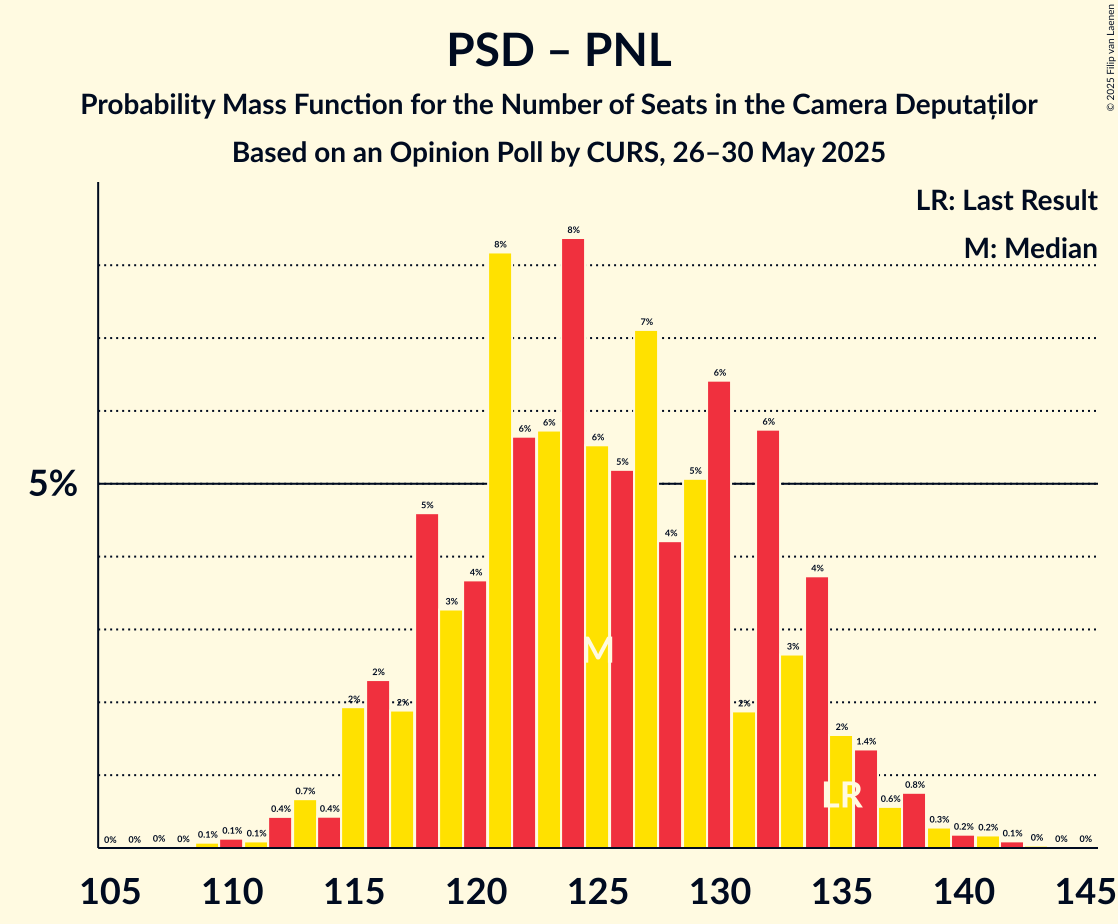 PSD – PNL
Probability Mass Function for the Number of Seats in the Camera Deputaților
Based on an Opinion Poll by CURS, 26–30 May 2025
© 2025 Filip van Laenen
LR: Last Result
M: Median
5%
0% 0% 0% 0% 0.1% 0.1% 0.1% 0.4% 0.7% 0.4% 2% 2% 2% 5% 3% 4% 8% 6% 6% 8% 6% 5% 7% 4% 5% 6% 2% 6% 3% 4% 2% 1.4% 0.6% 0.8% 0.3% 0.2% 0.2% 0.1% 0% 0% 0%
M
LR
105 110 115 120 125 130 135 140 145